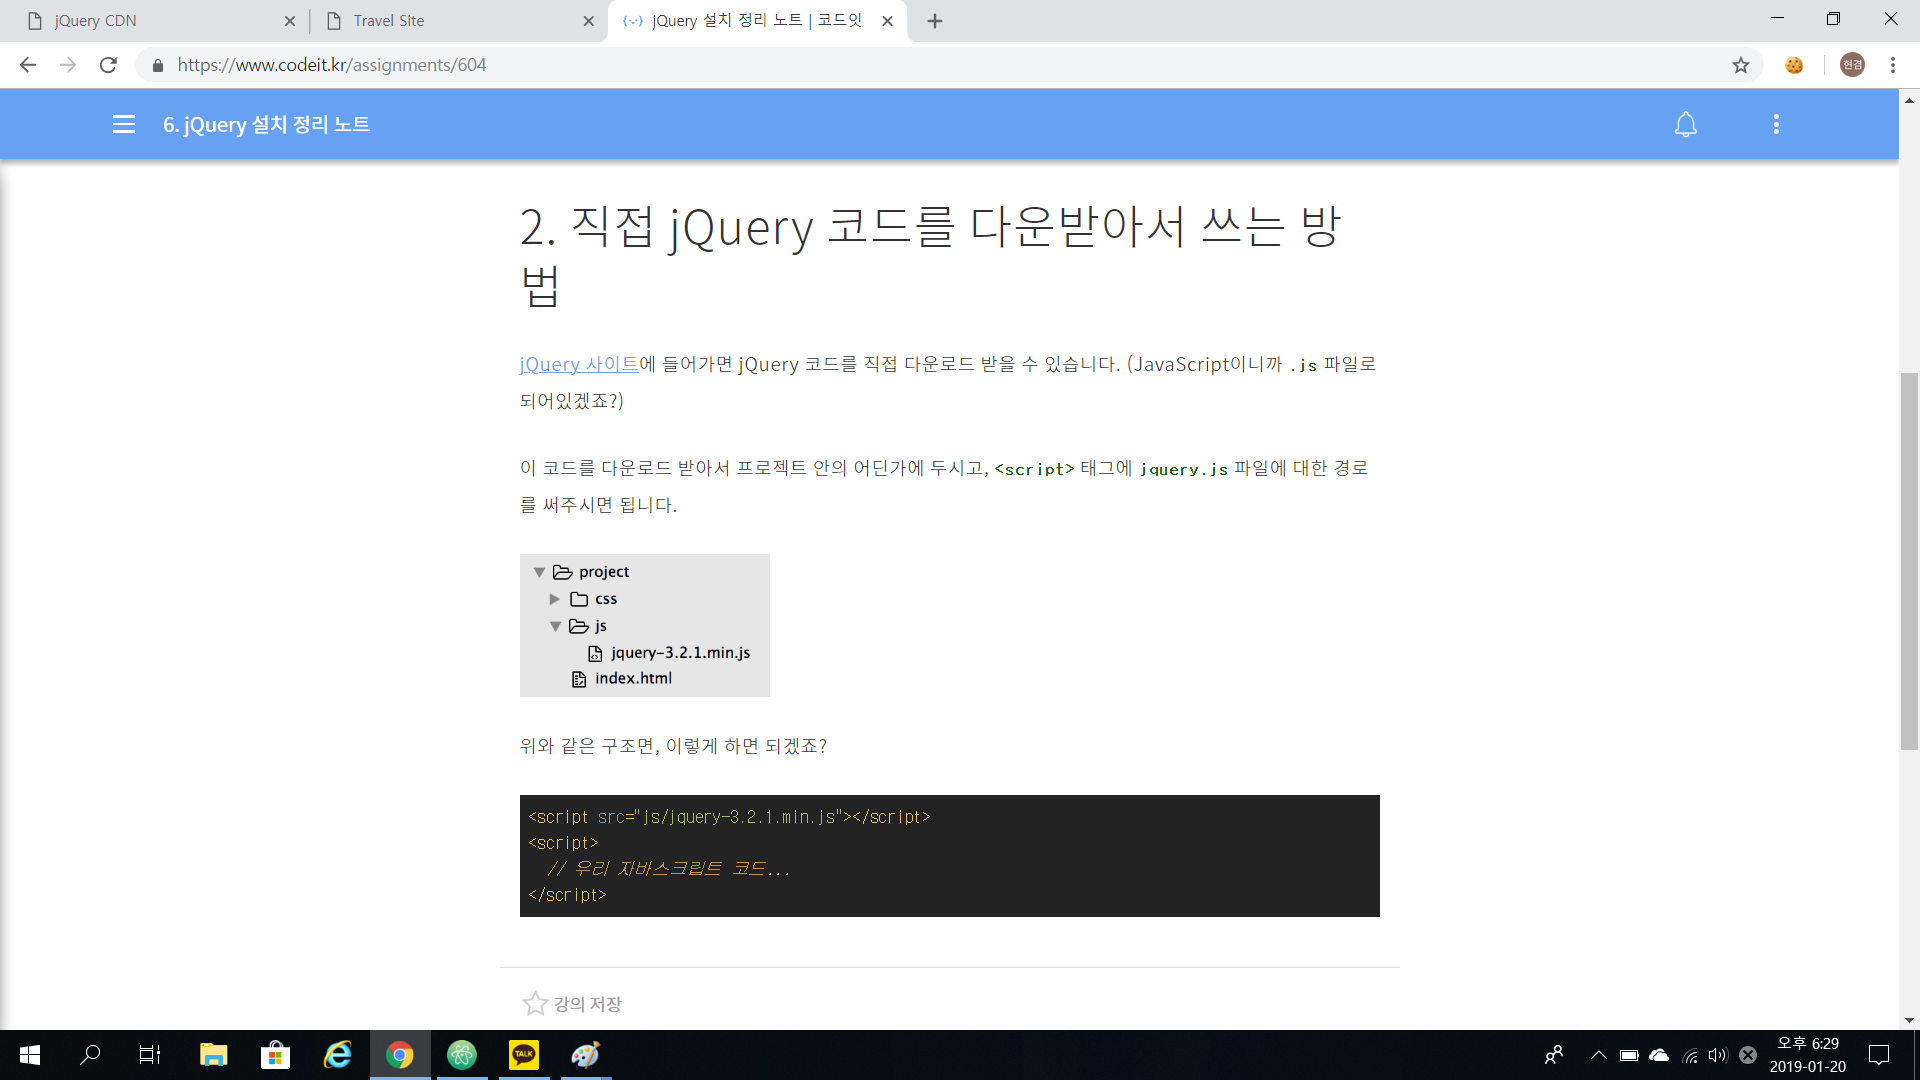 jQuery CDN
Travel Site
jQuery 설치 정리 노트 | 코드잇
https://www.codeit.kr/assignments/604
현겸
6. jQuery 설치 정리 노트
2. 직접 jQuery 코드를 다운받아서 쓰는 방
법
jQuery 사이트에 들어가면 jQuery 코드를 직접 다운로드 받을 수 있습니다. (JavaScript이니까 .js 파일로
되어있겠죠?)
이 코드를 다운로드 받아서 프로젝트 안의 어딘가에 두시고, <script> 태그에 jquery.js 파일에 대한 경로
를 써주시면 됩니다.
project
css
js
jquery-3.2.1.min.js
index.html
위와 같은 구조면, 이렇게 하면 되겠죠?
<script src="js/jquery-3.2.1.min.js"></script>
<script>
// 우리 자바스크립트 코드...
</script>
강의 저장
TALK
오후 6:29
2019-01-20